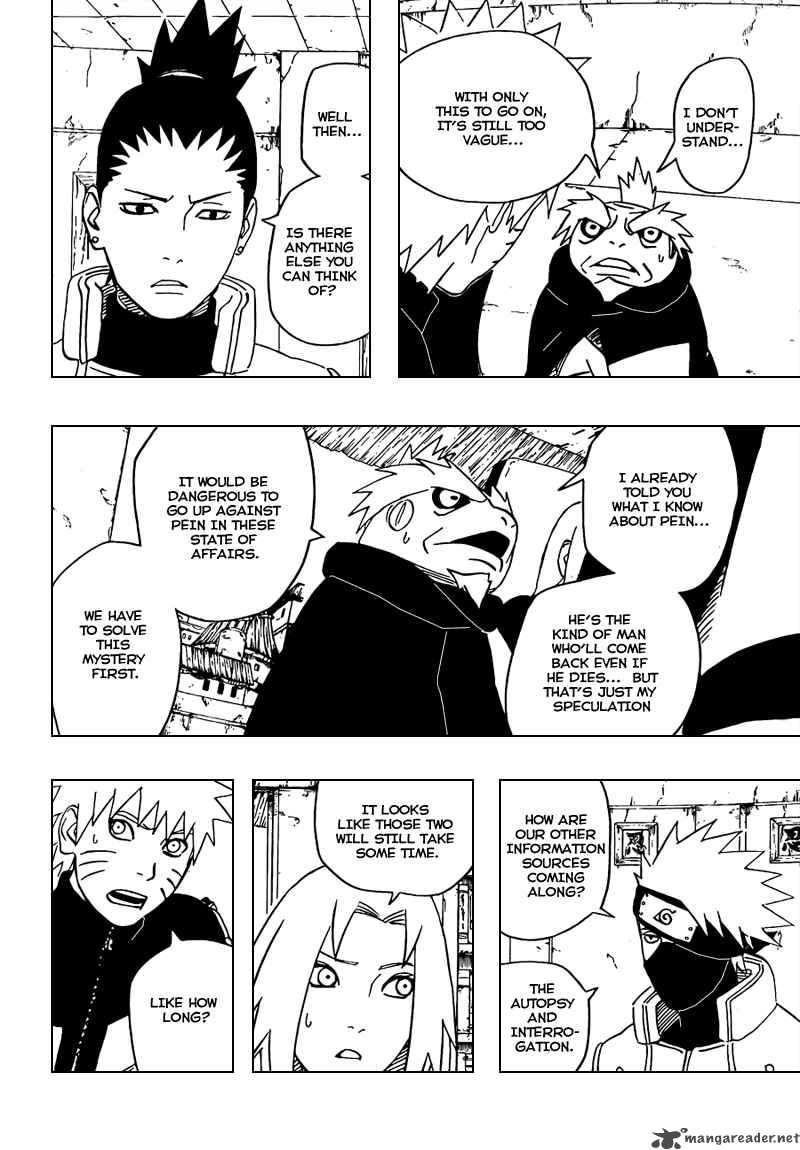 I DON'T
UNDER-
STAND...
WITH ONLY
THIS TO GO ON,
IT'S STILL TOO
VAGUE...
WELL
THEN...
IS THERE
ANYTHING
ELSE YOU
CAN THINK
OF?
I ALREADY
TOLD YOU
WHAT I KNOW
ABOUT PEIN...
HE'S THE
KIND OF MAN
WHO'LL COME
BACK EVEN IF
HE DIES... BUT
THAT'S JUST MY
SPECULATION
IT WOULD BE
DANGEROUS TO
GO UP AGAINST
PEIN IN THESE
STATE OF
AFFAIRS.
WE HAVE
TO SOLVE
THIS
MYSTERY
FIRST.
HOW ARE
OUR OTHER
INFORMATION
SOURCES
COMING
ALONG?
THE
AUTOPSY
AND
INTERRO-
GATION.
IT LOOKS
LIKE THOSE TWO
WILL STILL TAKE
SOME TIME.
LIKE HOW
LONG?
mangareader.net